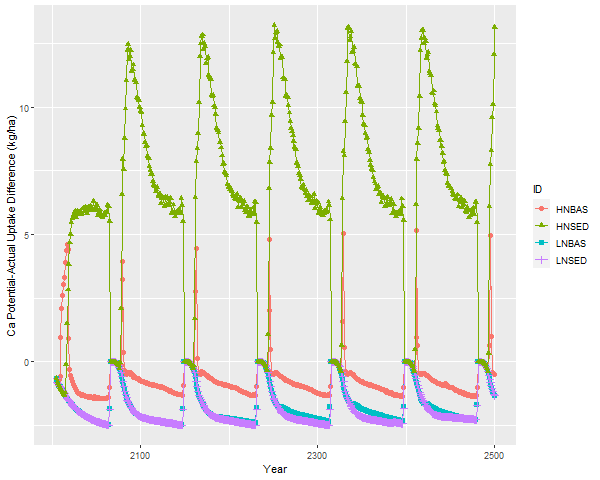 Ca Potential-Actual Uptake Difference (kg/ha)
10
5
0
2100
2300
2500
Year
ID
HNBAS
HNSED
LNBAS
LNSED